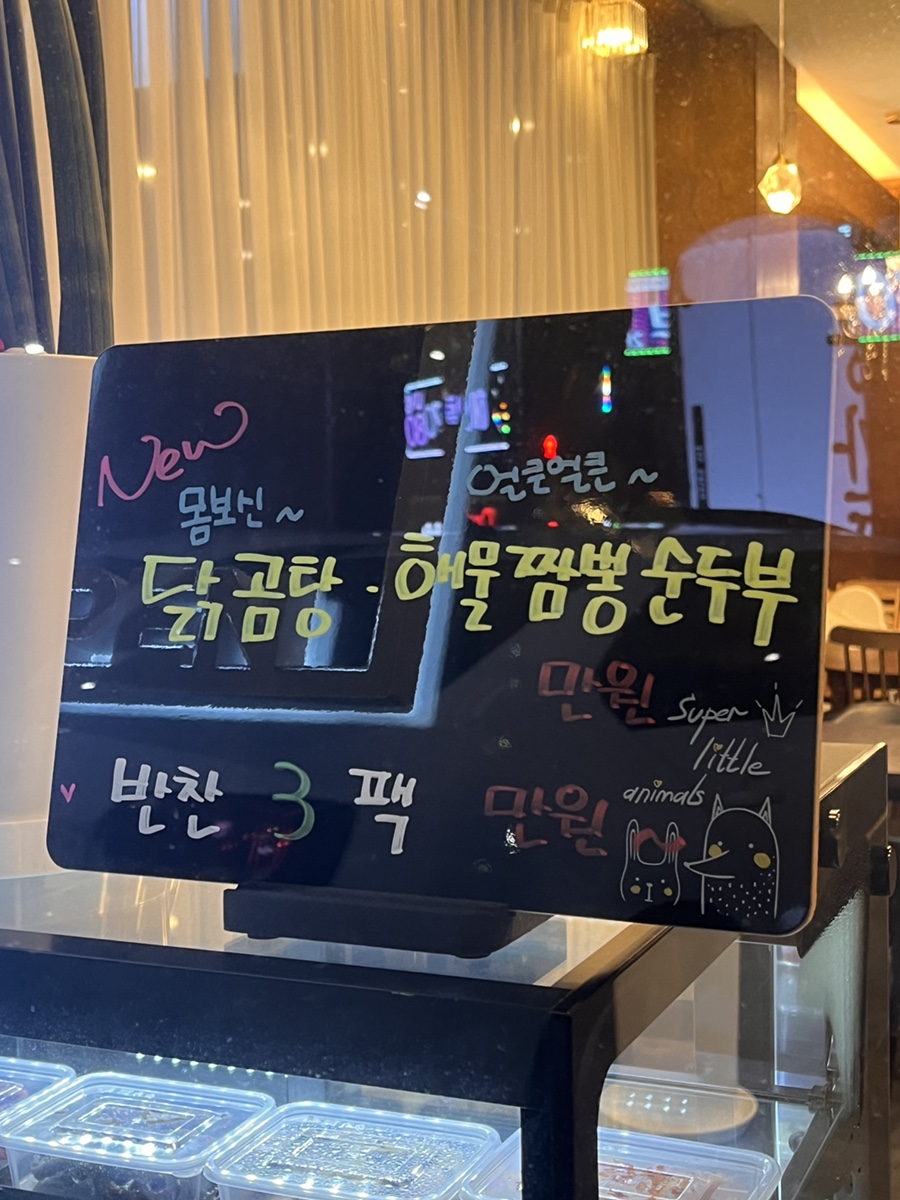 New
몸보신 ~
얼큰얼큰 ~
닭곰탕 · 해물짬뽕순두부
만원
Super
little
animals
반찬 3 팩 만원